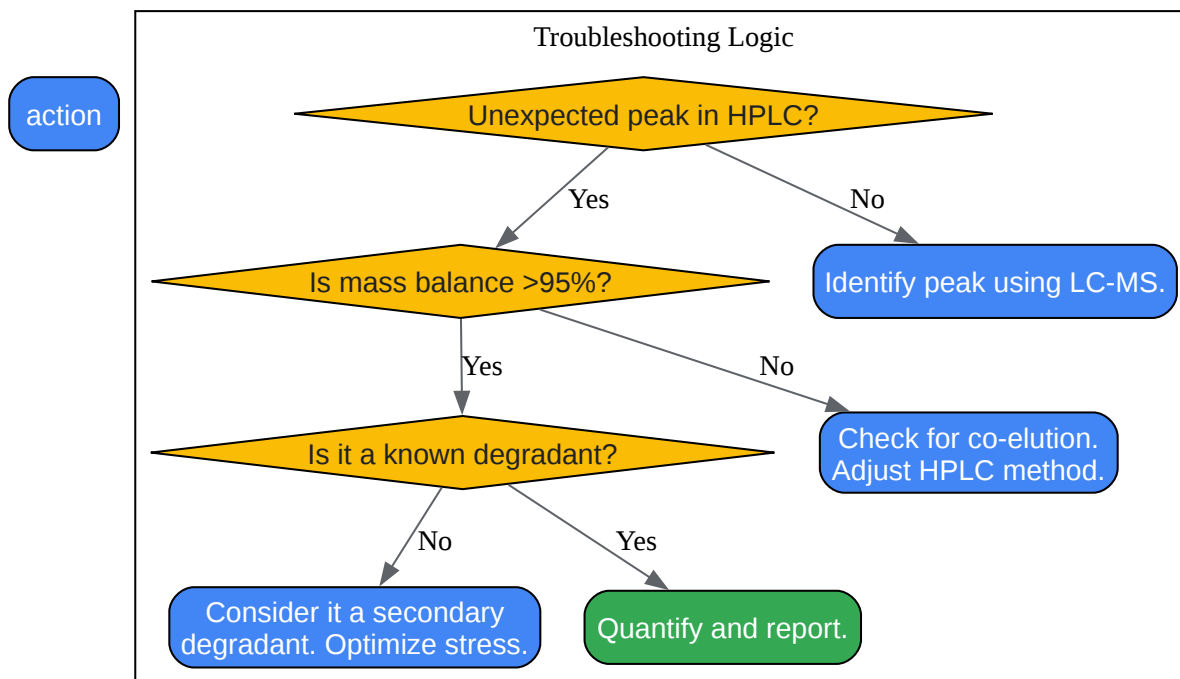 Troubleshooting Logic
action
Unexpected peak in HPLC?
Yes
No
Is mass balance >95%?
Identify peak using LC-MS.
Yes
No
Is it a known degradant?
Check for co-elution.
Adjust HPLC method.
No
Yes
Consider it a secondary
degradant. Optimize stress.
Quantify and report.